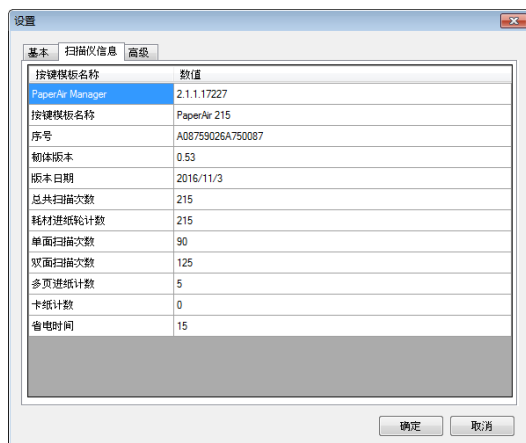 设置
基本 扫描仪信息 高级
按键模板名称 数值
PaperAir Manager 2.1.1.17227
按键模板名称 PaperAir 215
序号 A08759026A750087
韧体版本 0.53
版本日期 2016/11/3
总共扫描次数 215
耗材进纸轮计数 215
单面扫描次数 90
双面扫描次数 125
多页进纸计数 5
卡纸计数 0
省电时间 15
确定 取消